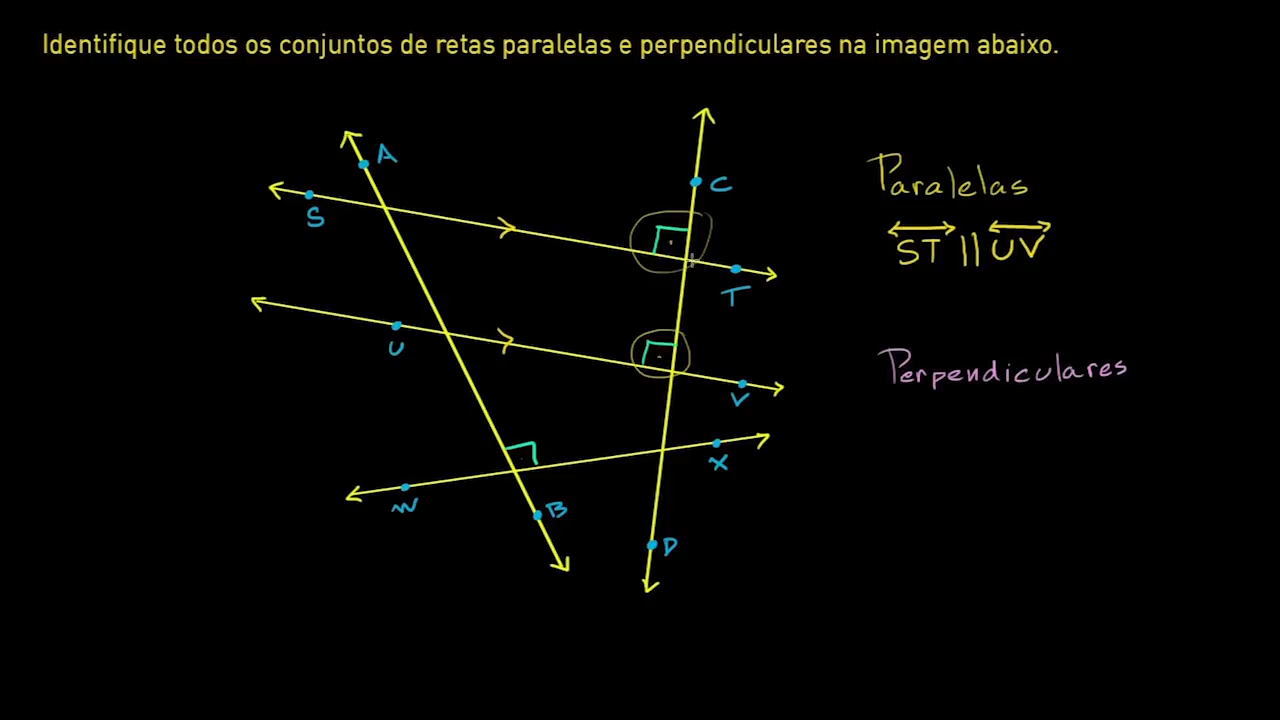 Identifique todos os conjuntos de retas paralelas e perpendiculares na imagem abaixo.
A
C
Paralelas
S
ST || UV
T
U
Perpendiculares
V
X
W
B
D